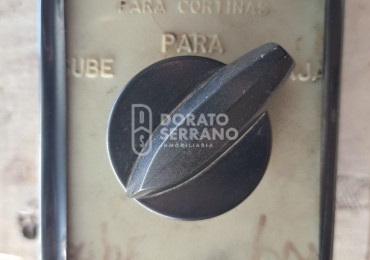 PARA CORTINAS
PARA
UBE AJA
DORATO
SERRANO
INMOBILIARIA